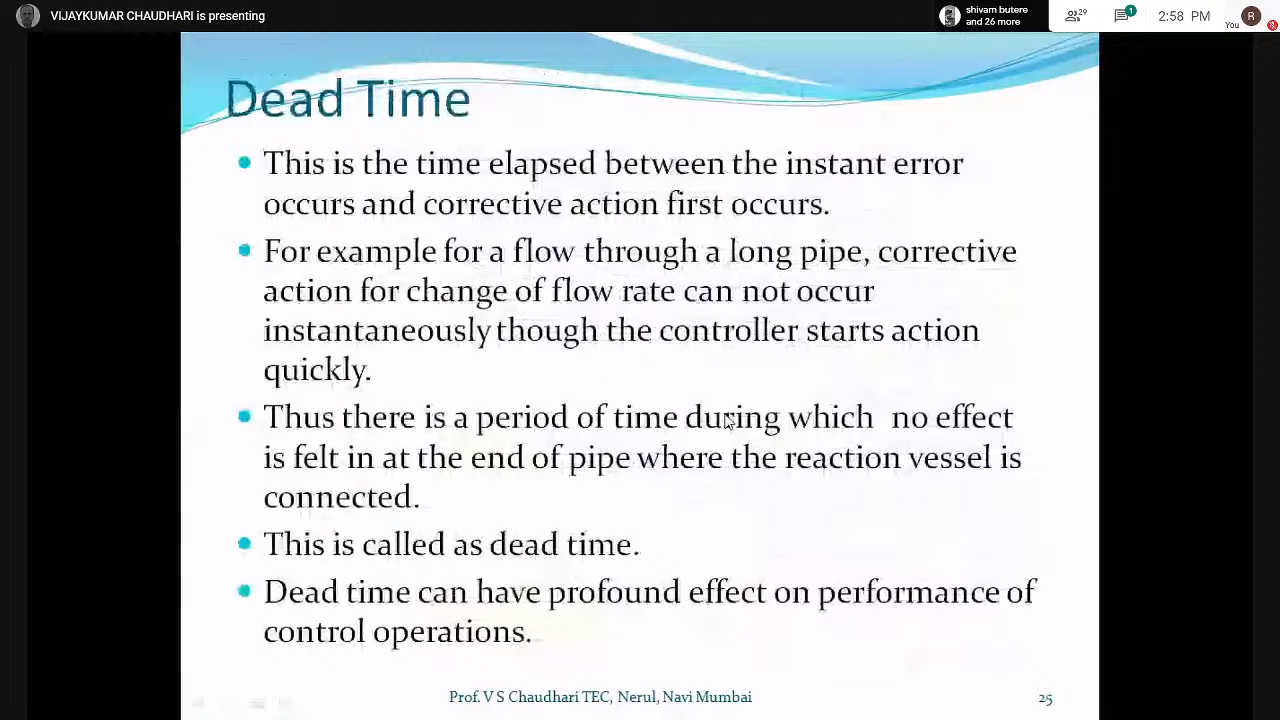 VIJAYKUMAR CHAUDHARI is presenting
shivam butere
and 26 more
29
1
2:58 PM
You
R
Dead Time
This is the time elapsed between the instant error
occurs and corrective action first occurs.
For example for a flow through a long pipe, corrective
action for change of flow rate can not occur
instantaneously though the controller starts action
quickly.
Thus there is a period of time during which no effect
is felt in at the end of pipe where the reaction vessel is
connected.
This is called as dead time.
Dead time can have profound effect on performance of
control operations.
Prof. V S Chaudhari TEC, Nerul, Navi Mumbai
25